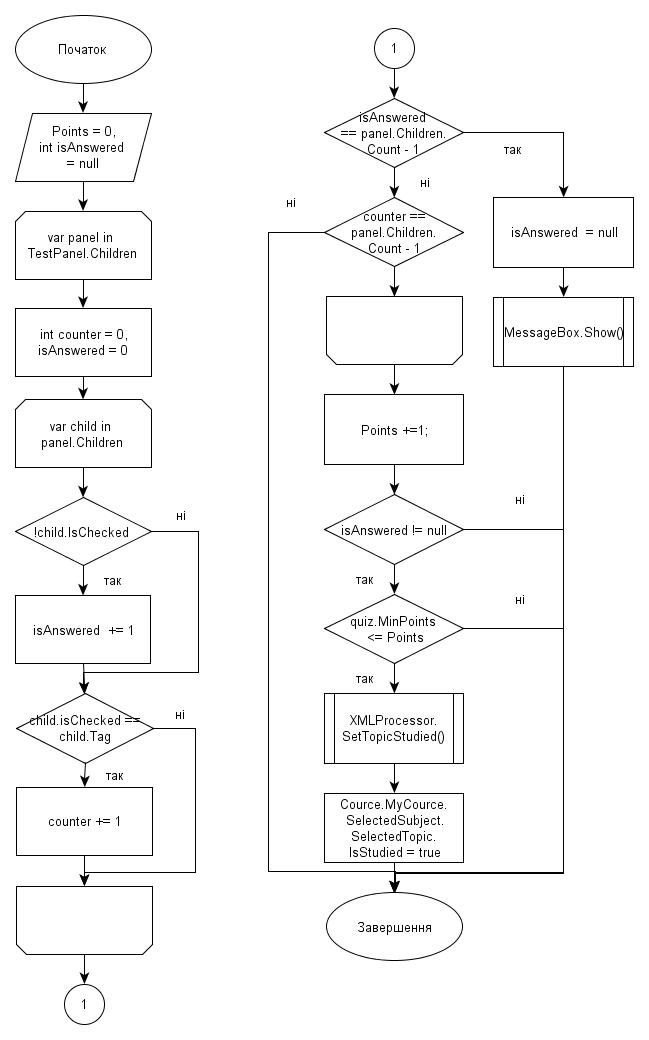 Початок
Points = 0,
int isAnswered
= null
var panel in
TestPanel.Children
int counter = 0,
isAnswered = 0
var child in
panel.Children
!child.IsChecked
ні
так
isAnswered += 1
child.isChecked ==
child.Tag
ні
так
counter += 1
1
1
isAnswered
== panel.Children.
Count - 1
так
ні
ні
counter ==
panel.Children.
Count - 1
isAnswered = null
MessageBox.Show()
Points +=1;
isAnswered != null
ні
так
quiz.MinPoints
<= Points
ні
так
XMLProcessor.
SetTopicStudied()
Cource.MyCource.
SelectedSubject.
SelectedTopic.
IsStudied = true
Завершення